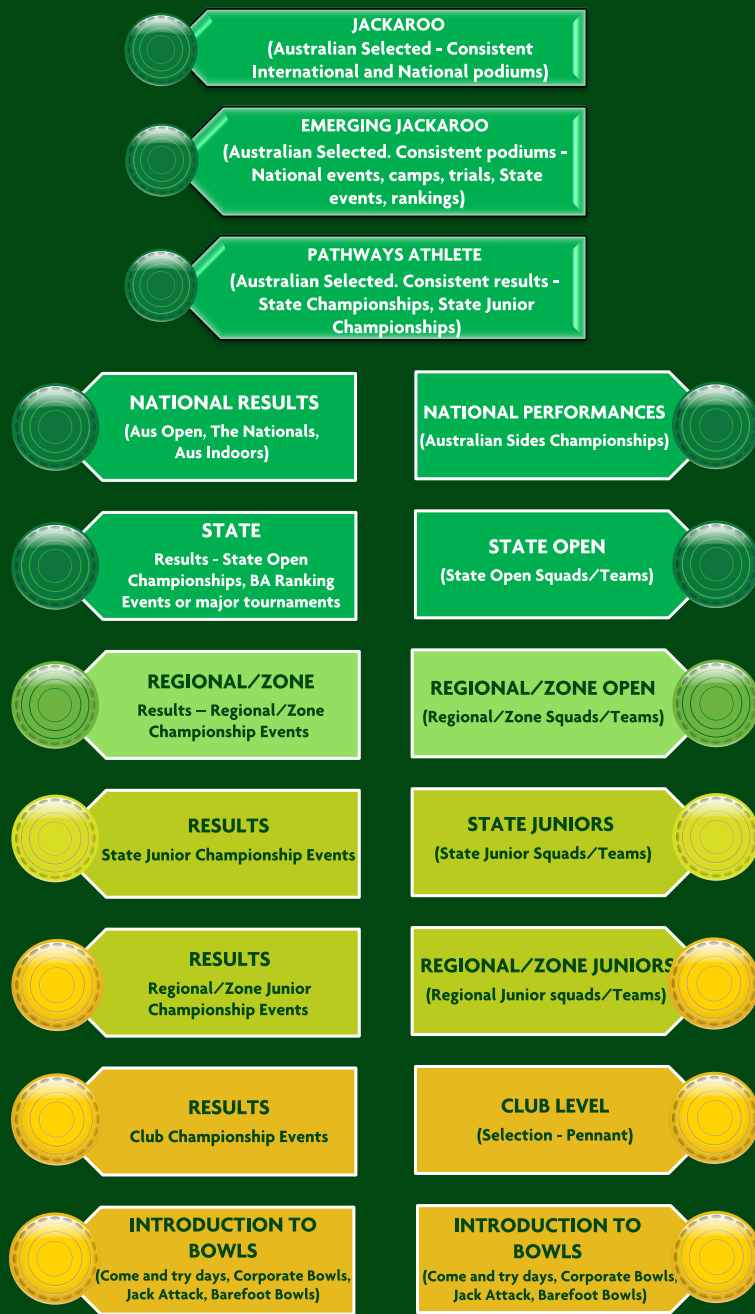 JACKAROO
(Australian Selected - Consistent
International and National podiums)
EMERGING JACKAROO
(Australian Selected. Consistent podiums -
National events, camps, trials, State
events, rankings)
PATHWAYS ATHLETE
(Australian Selected. Consistent results -
State Championships, State Junior
Championships)
NATIONAL RESULTS
(Aus Open, The Nationals,
Aus Indoors)
NATIONAL PERFORMANCES
(Australian Sides Championships)
STATE
Results - State Open
Championships, BA Ranking
Events or major tournaments
STATE OPEN
(State Open Squads/Teams)
REGIONAL/ZONE
Results – Regional/Zone
Championship Events
REGIONAL/ZONE OPEN
(Regional/Zone Squads/Teams)
RESULTS
State Junior Championship Events
STATE JUNIORS
(State Junior Squads/Teams)
RESULTS
Regional/Zone Junior
Championship Events
REGIONAL/ZONE JUNIORS
(Regional Junior squads/Teams)
RESULTS
Club Championship Events
CLUB LEVEL
(Selection - Pennant)
INTRODUCTION TO
BOWLS
(Come and try days, Corporate Bowls,
Jack Attack, Barefoot Bowls)
INTRODUCTION TO
BOWLS
(Come and try days, Corporate Bowls,
Jack Attack, Barefoot Bowls)